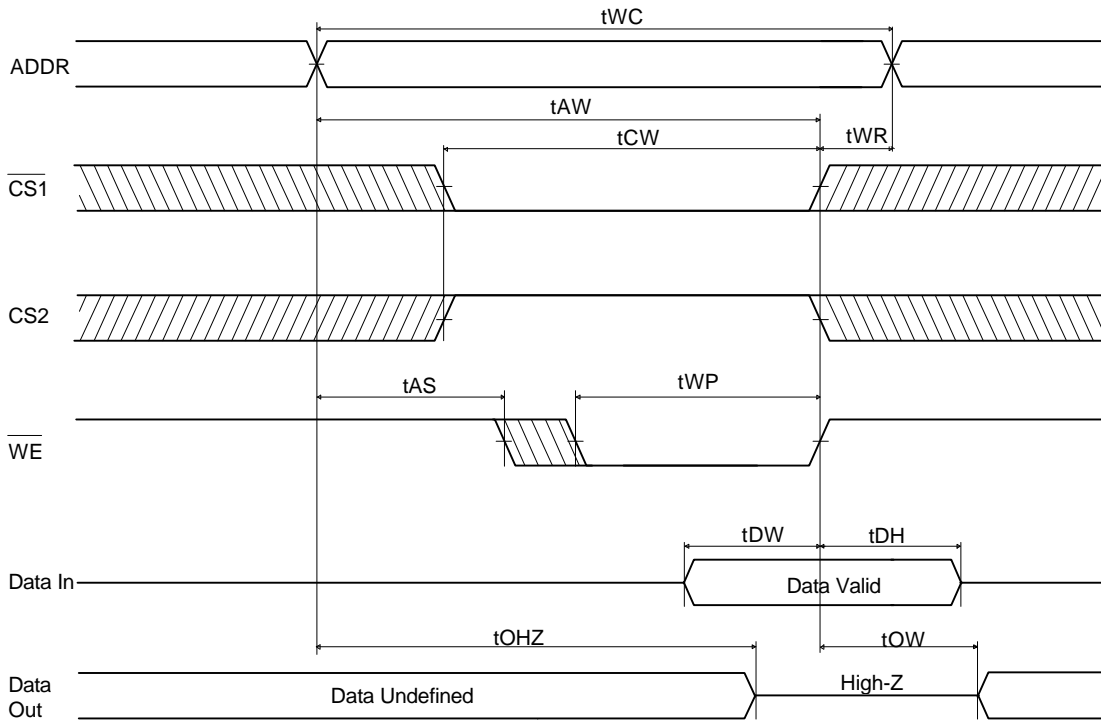 tWC
ADDR
tAW
tCW
tWR
CS1
CS2
tAS
tWP
WE
tDW
tDH
Data In
Data Valid
tOHZ
tOW
Data
Out
Data Undefined
High-Z